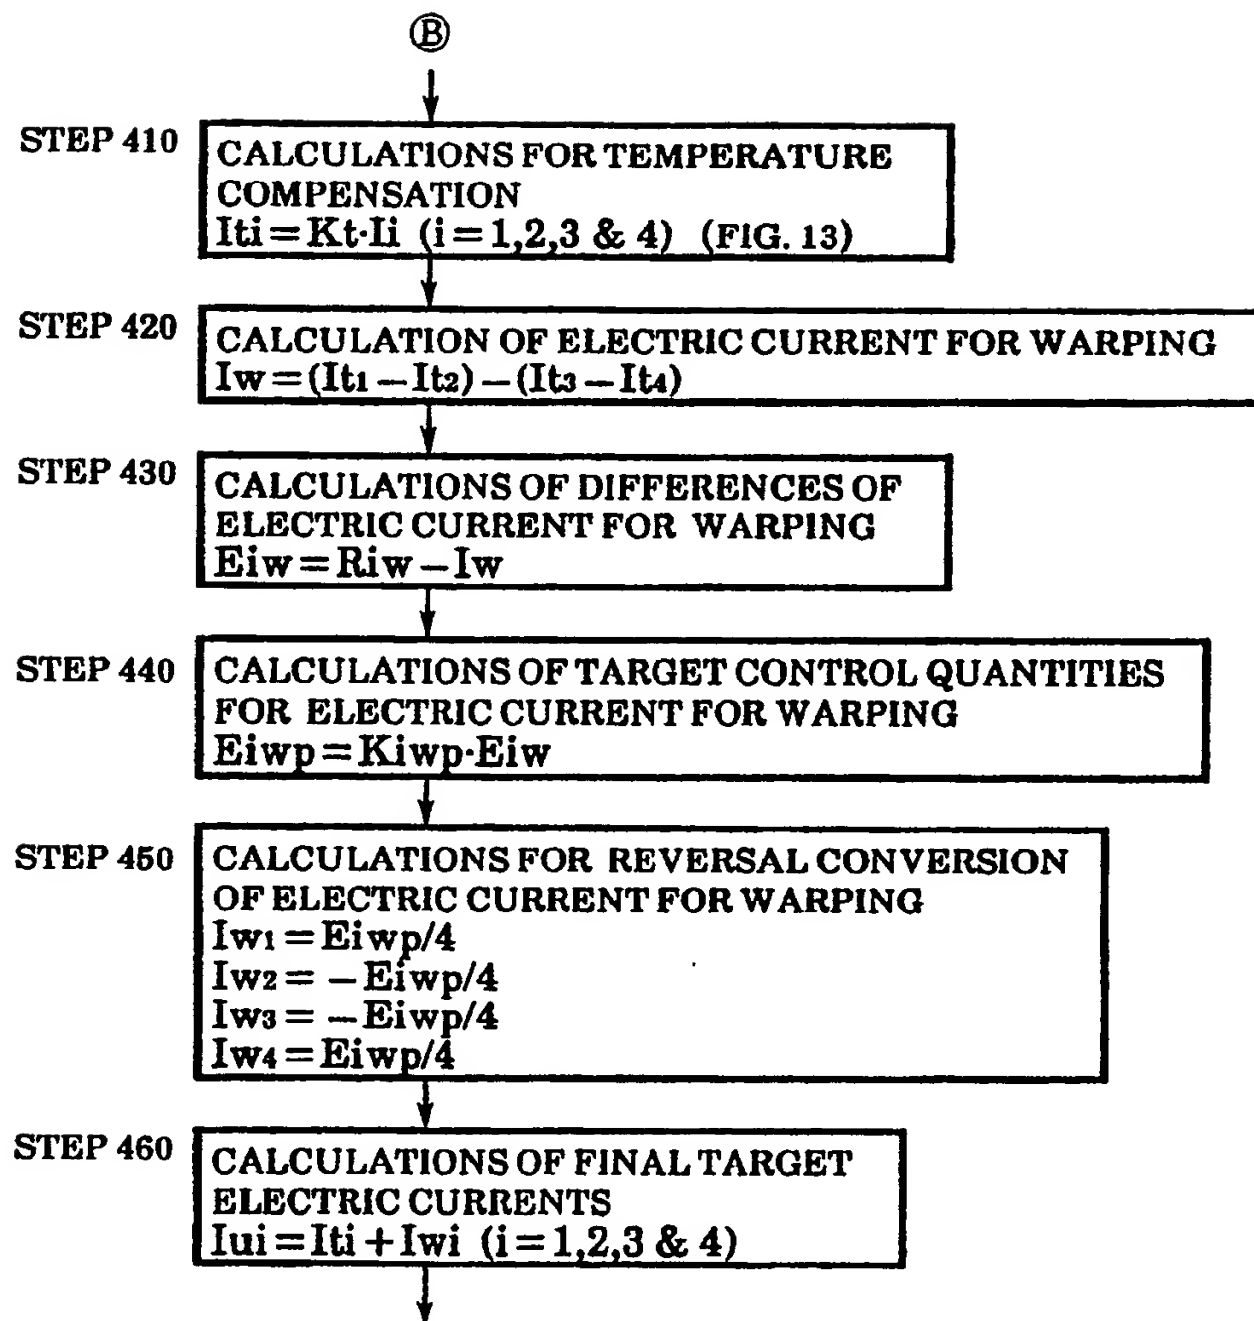 B
STEP 410
CALCULATIONS FOR TEMPERATURE
COMPENSATION
Iti = Kt·Ii (i = 1,2,3 & 4) (FIG. 13)
STEP 420
CALCULATION OF ELECTRIC CURRENT FOR WARPING
Iw = (It1 – It2) – (It3 – It4)
STEP 430
CALCULATIONS OF DIFFERENCES OF
ELECTRIC CURRENT FOR WARPING
Eiw = Riw – Iw
STEP 440
CALCULATIONS OF TARGET CONTROL QUANTITIES
FOR ELECTRIC CURRENT FOR WARPING
Eiwp = Kiwp·Eiw
STEP 450
CALCULATIONS FOR REVERSAL CONVERSION
OF ELECTRIC CURRENT FOR WARPING
Iw1 = Eiwp/4
Iw2 = – Eiwp/4
Iw3 = – Eiwp/4
Iw4 = Eiwp/4
STEP 460
CALCULATIONS OF FINAL TARGET
ELECTRIC CURRENTS
Iui = Iti + Iwi (i = 1,2,3 & 4)